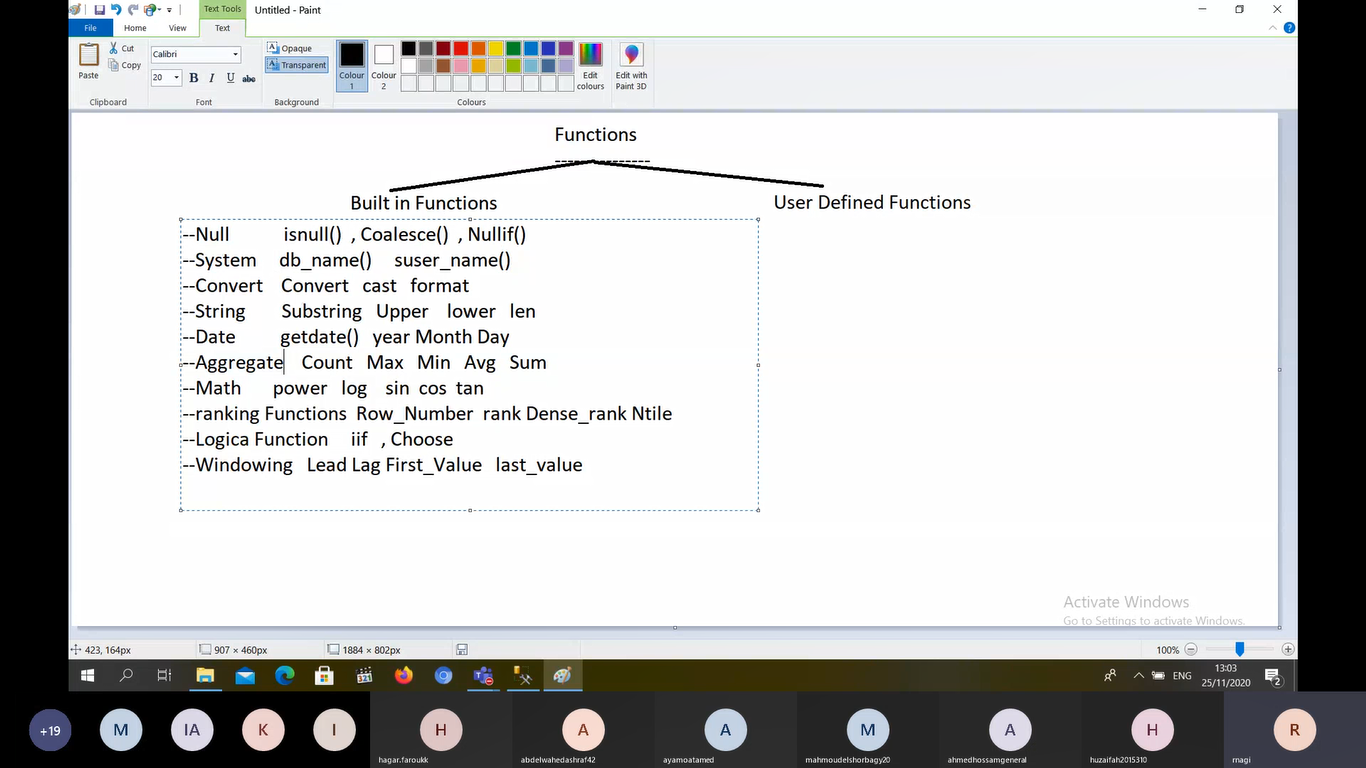 Text Tools
Untitled - Paint
File
Home
View
Text
Paste
Cut
Copy
Clipboard
Calibri
20
B I U abc
Font
Opaque
Transparent
Background
Colour 1
Colour 2
Edit colours
Colours
Edit with Paint 3D
Functions
----------------
Built in Functions
User Defined Functions
--Null isnull() , Coalesce() , Nullif()
--System db_name() suser_name()
--Convert Convert cast format
--String Substring Upper lower len
--Date getdate() year Month Day
--Aggregate Count Max Min Avg Sum
--Math power log sin cos tan
--ranking Functions Row_Number rank Dense_rank Ntile
--Logica Function iif , Choose
--Windowing Lead Lag First_Value last_value
Activate Windows
Go to Settings to activate Windows.
423, 164px
907 × 460px
1884 × 802px
100%
321
ENG
13:03
25/11/2020
2
+19
M
IA
K
I
H
A
A
M
A
H
R
hagar.faroukk
abdelwahedashraf42
ayamoatamed
mahmoudelshorbagy20
ahmedhossamgeneral
huzaifah2015310
rnagi